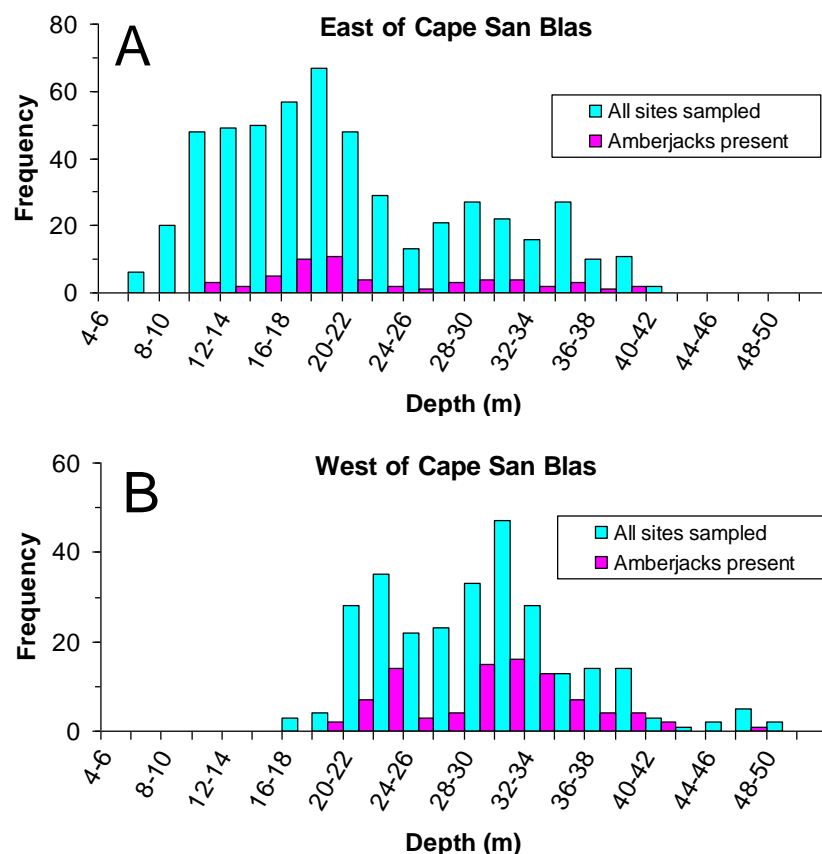 A
East of Cape San Blas
80
60
40
20
0
Frequency
All sites sampled
Amberjacks present
4-6
8-10
12-14
16-18
20-22
24-26
28-30
32-34
36-38
40-42
44-46
48-50
Depth (m)
B
West of Cape San Blas
60
40
20
0
Frequency
All sites sampled
Amberjacks present
4-6
8-10
12-14
16-18
20-22
24-26
28-30
32-34
36-38
40-42
44-46
48-50
Depth (m)